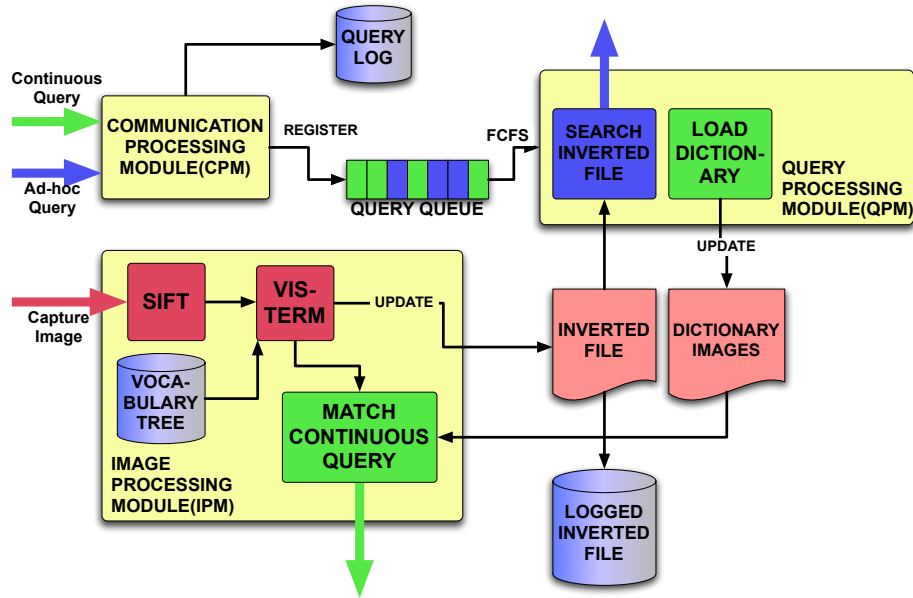 QUERY
LOG
Continuous
Query
COMMUNICATION
PROCESSING
MODULE(CPM)
Ad-hoc
Query
REGISTER
QUERY QUEUE
FCFS
SEARCH
INVERTED
FILE
LOAD
DICTION-
ARY
QUERY
PROCESSING
MODULE(QPM)
UPDATE
Capture
Image
SIFT
VIS-
TERM
UPDATE
VOCA-
BULARY
TREE
MATCH
CONTINUOUS
QUERY
IMAGE
PROCESSING
MODULE(IPM)
INVERTED
FILE
DICTIONARY
IMAGES
LOGGED
INVERTED
FILE